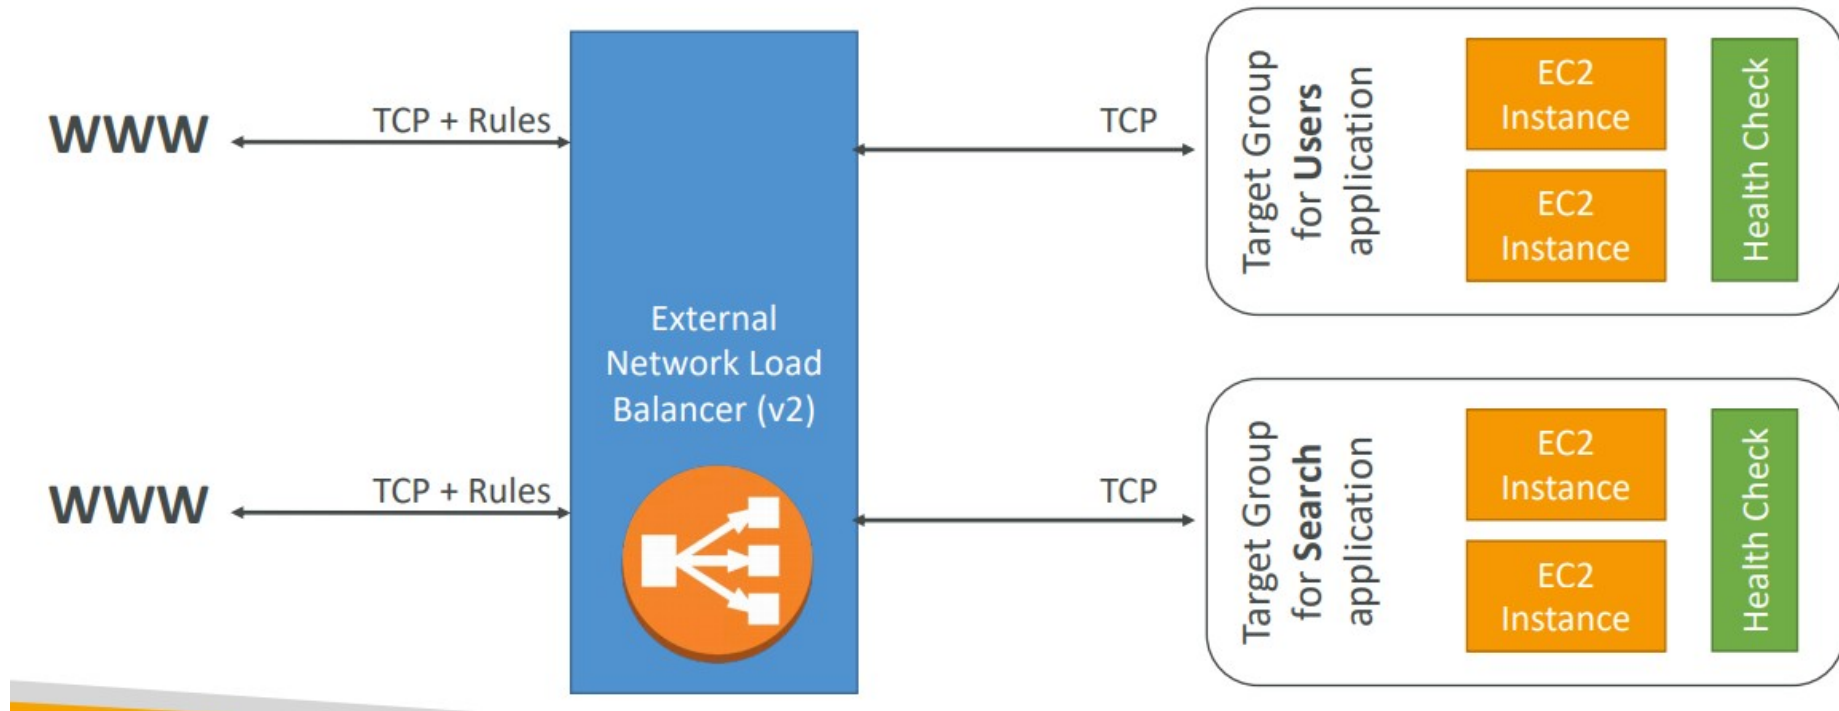 WWW
TCP + Rules
External
Network Load
Balancer (v2)
TCP
Target Group
for Users
application
EC2
Instance
EC2
Instance
Health Check
WWW
TCP + Rules
TCP
Target Group
for Search
application
EC2
Instance
EC2
Instance
Health Check